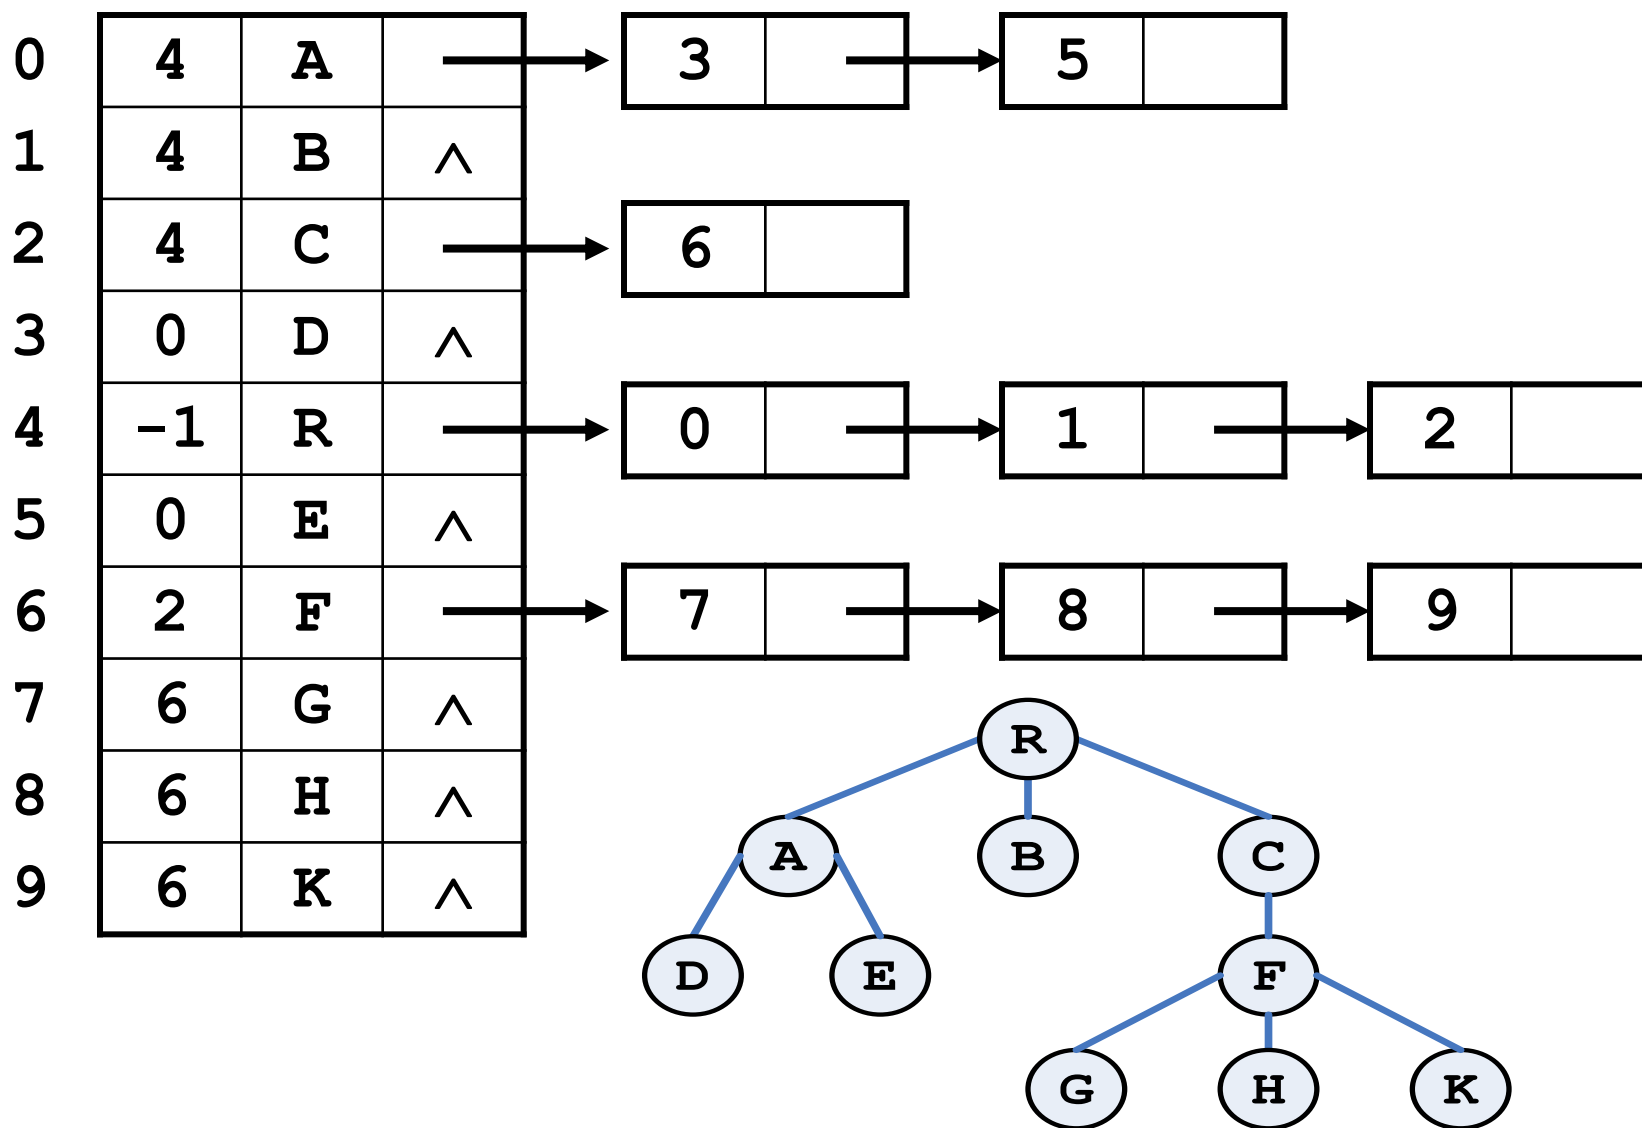 0 4 A 3 5
1 4 B ∧
2 4 C 6
3 0 D ∧
4 -1 R 0 1 2
5 0 E ∧
6 2 F 7 8 9
7 6 G ∧
8 6 H ∧
9 6 K ∧
R
A B C
D E F
G H K